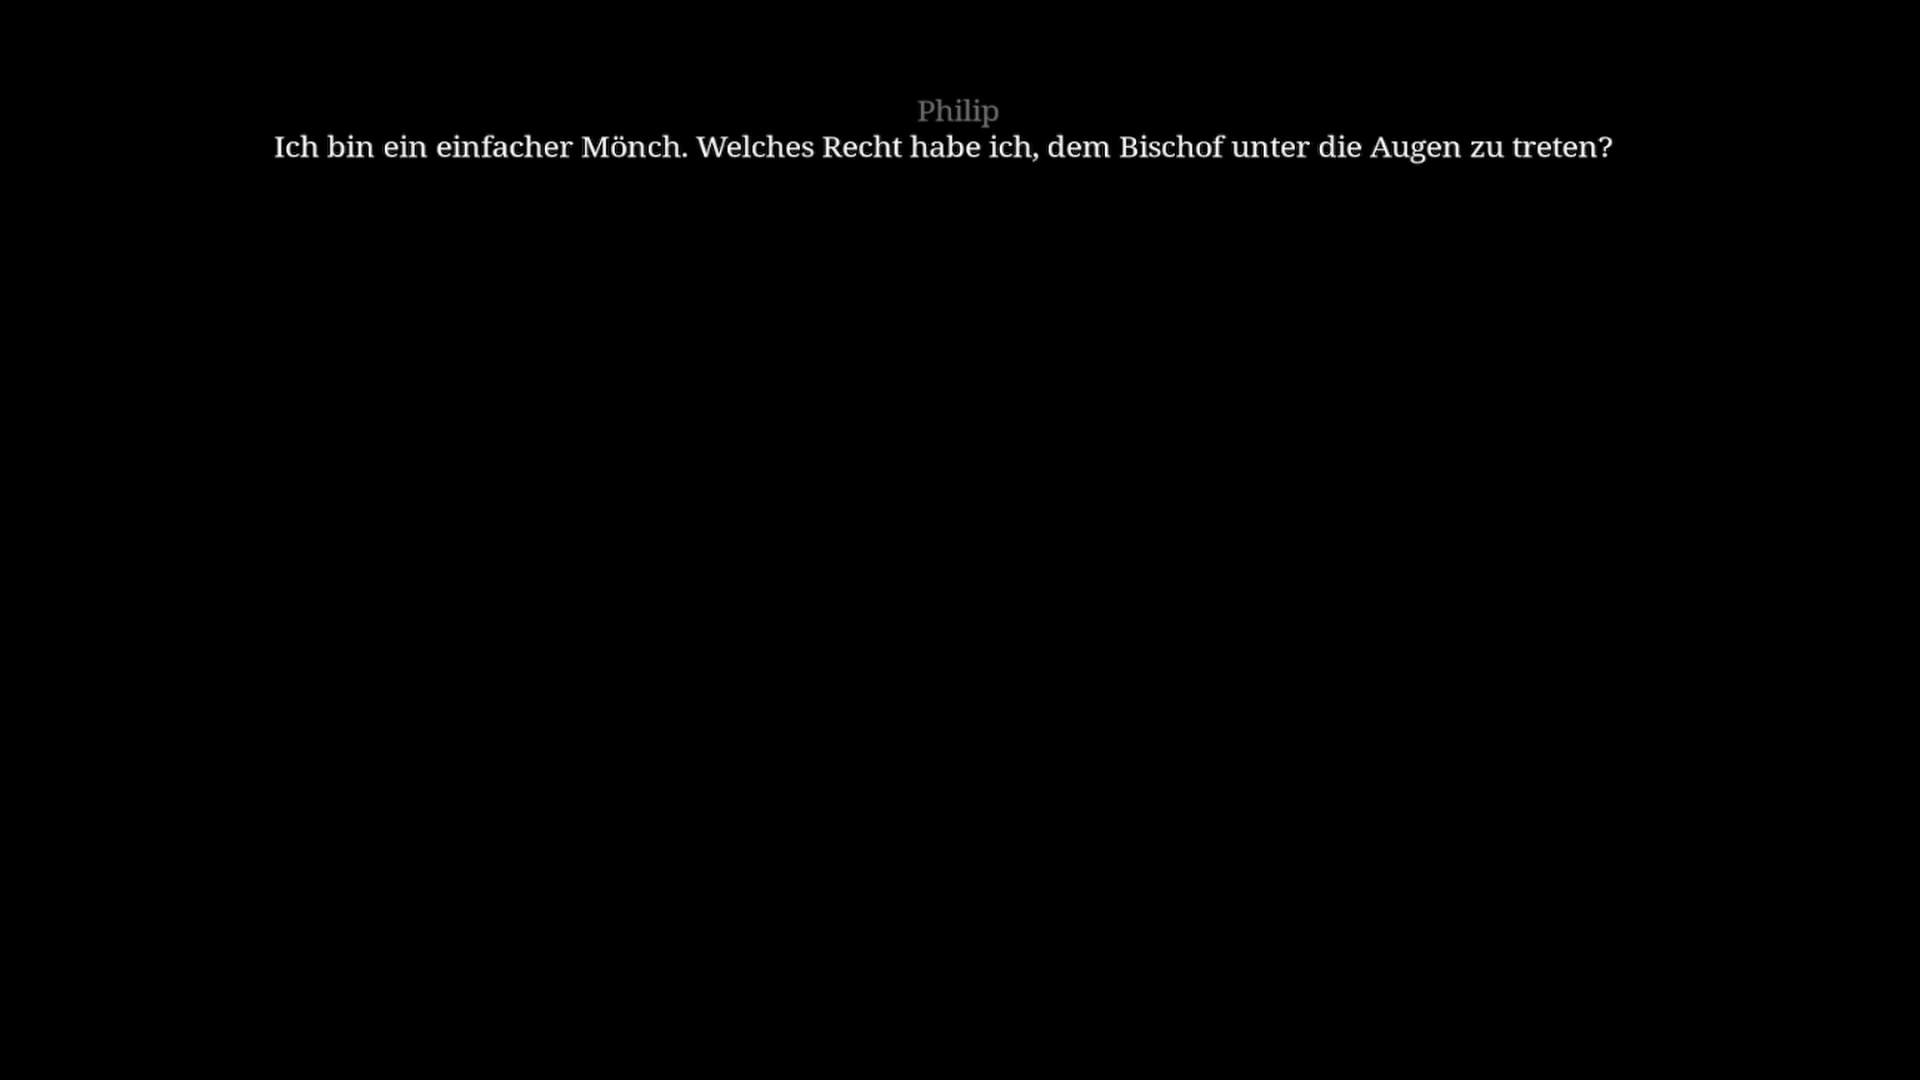 Philip
Ich bin ein einfacher Mönch. Welches Recht habe ich, dem Bischof unter die Augen zu treten?